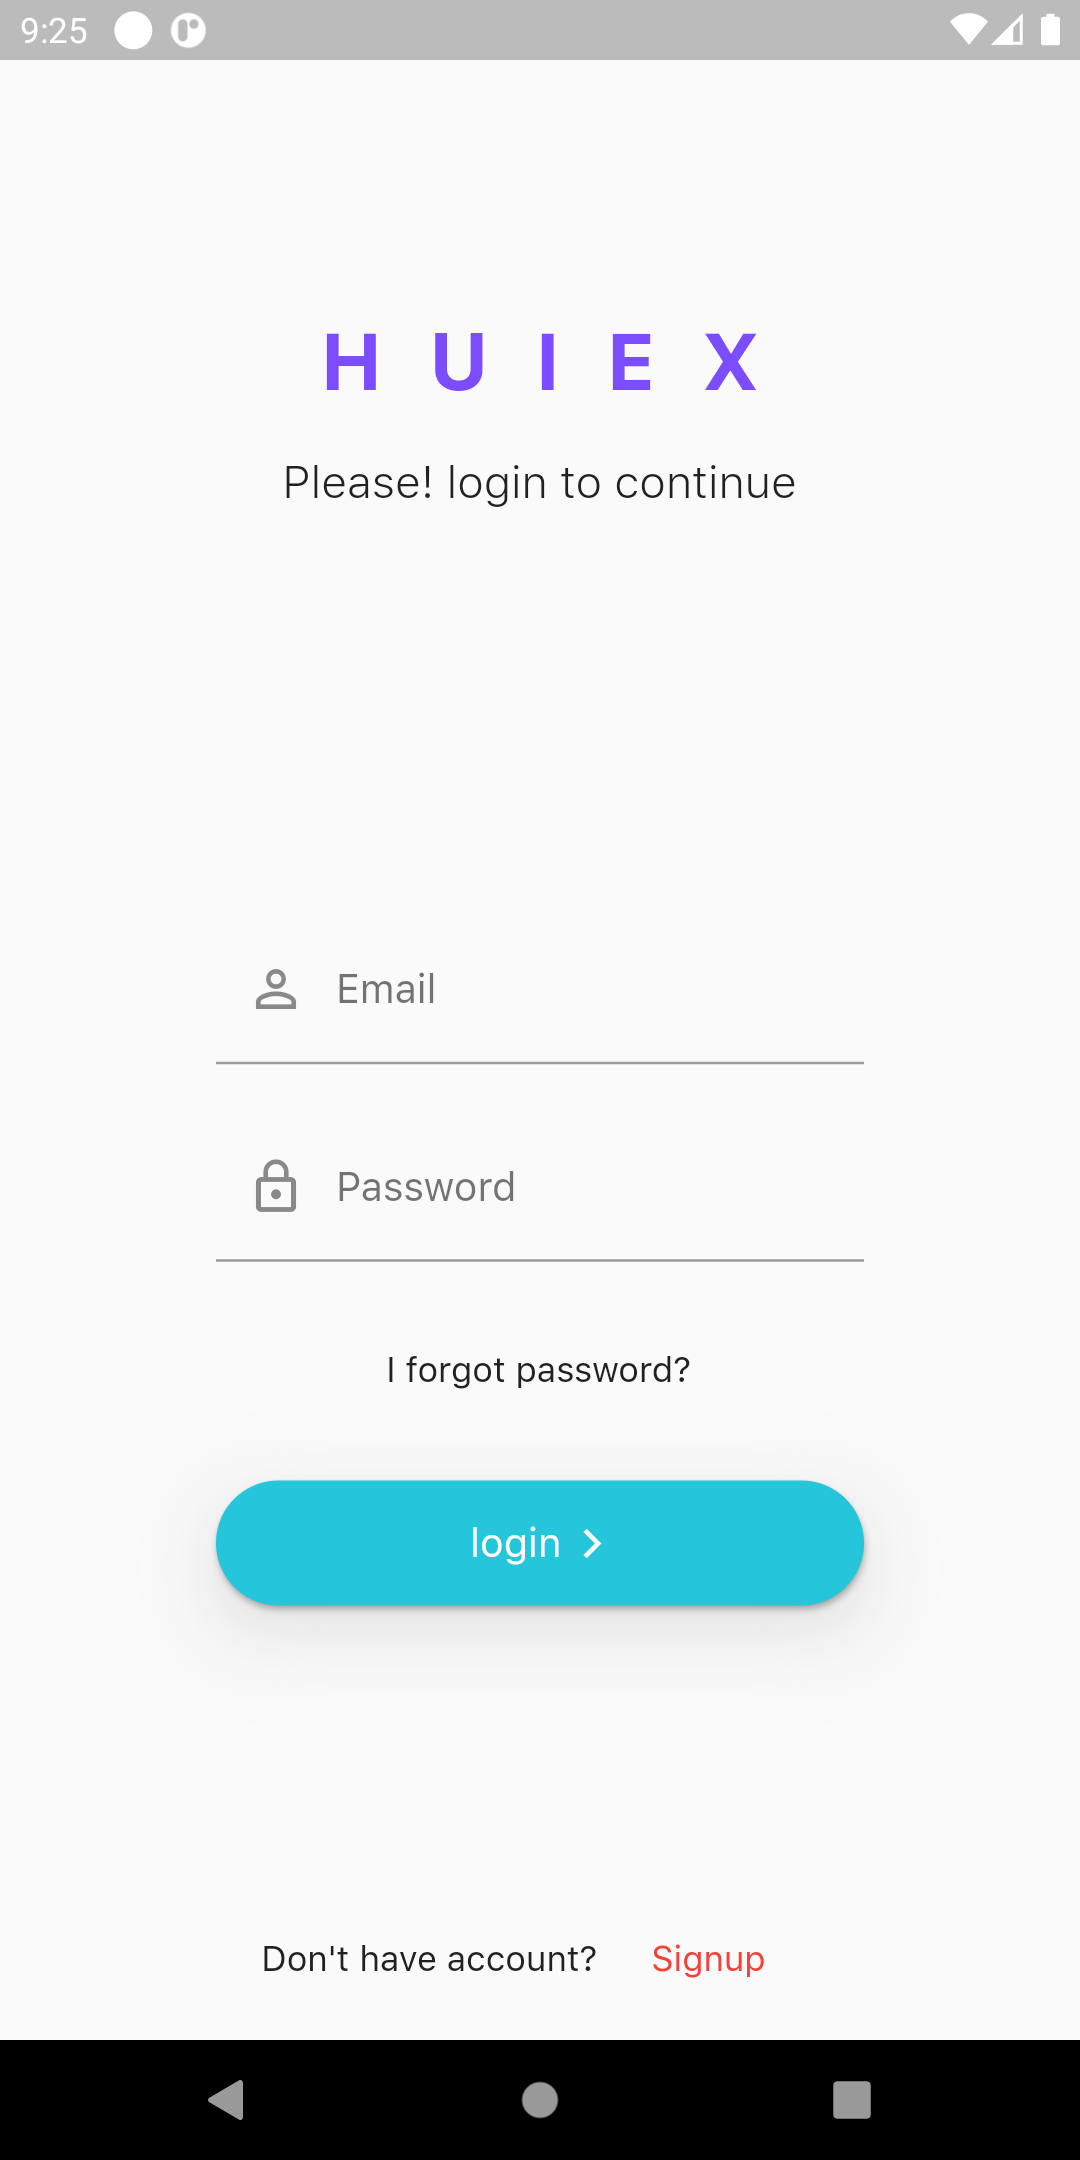 9:25
H U I E X
Please! login to continue
Email
Password
I forgot password?
login
Don't have account? Signup